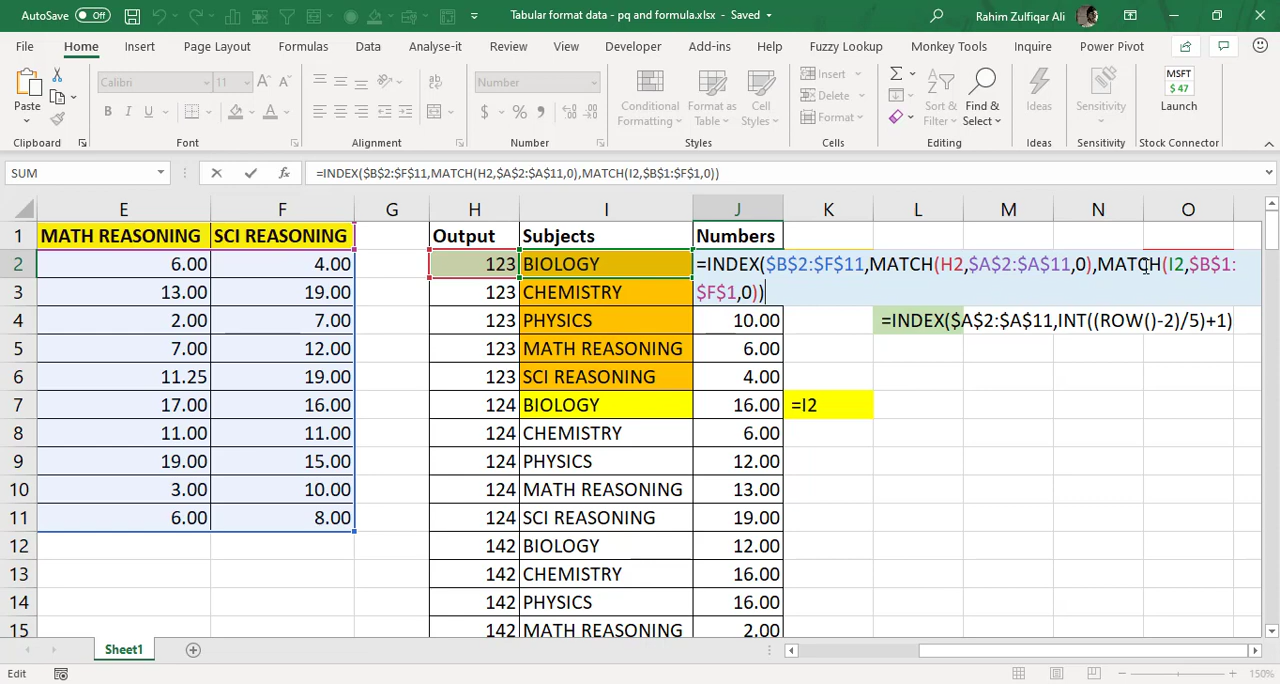 AutoSave Off Tabular format data - pq and formula.xlsx - Saved Rahim Zulfiqar Ali
File Home Insert Page Layout Formulas Data Analyse-it Review View Developer Add-ins Help Fuzzy Lookup Monkey Tools Inquire Power Pivot
Calibri 11 Number Insert MSFT
Paste Conditional Format as Cell Delete Sort & Find & Ideas Sensitivity $ 47
B I U $ % Formatting Table Styles Format Filter Select Launch
Clipboard Font Alignment Number Styles Cells Editing Ideas Sensitivity Stock Connector
SUM fx =INDEX($B$2:$F$11,MATCH(H2,$A$2:$A$11,0),MATCH(I2,$B$1:$F$1,0))
E F G H I J K L M N O
1 MATH REASONING SCI REASONING Output Subjects Numbers
2 6.00 4.00 123 BIOLOGY =INDEX($B$2:$F$11,MATCH(H2,$A$2:$A$11,0),MATCH(I2,$B$1:
3 13.00 19.00 123 CHEMISTRY $F$1,0))
4 2.00 7.00 123 PHYSICS 10.00 =INDEX($A$2:$A$11,INT((ROW()-2)/5)+1)
5 7.00 12.00 123 MATH REASONING 6.00
6 11.25 19.00 123 SCI REASONING 4.00
7 17.00 16.00 124 BIOLOGY 16.00 =I2
8 11.00 11.00 124 CHEMISTRY 6.00
9 19.00 15.00 124 PHYSICS 12.00
10 3.00 10.00 124 MATH REASONING 13.00
11 6.00 8.00 124 SCI REASONING 19.00
12 142 BIOLOGY 12.00
13 142 CHEMISTRY 16.00
14 142 PHYSICS 16.00
15 142 MATH REASONING 2.00
Sheet1
Edit 150%